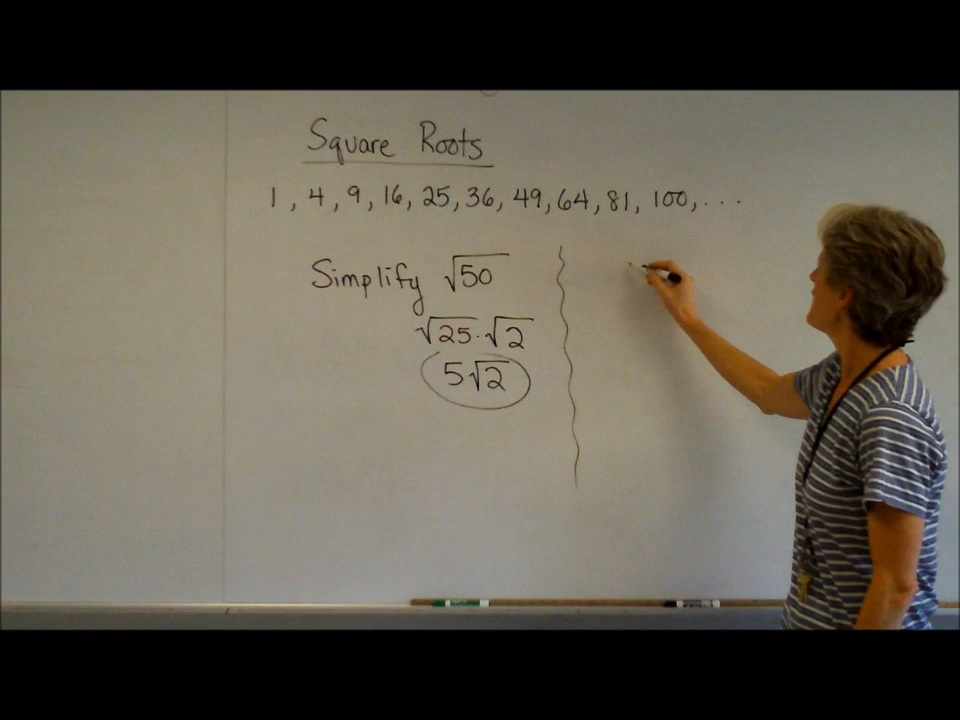 Square Roots
1, 4, 9, 16, 25, 36, 49, 64, 81, 100, ...
Simplify √50
√25 · √2
5√2